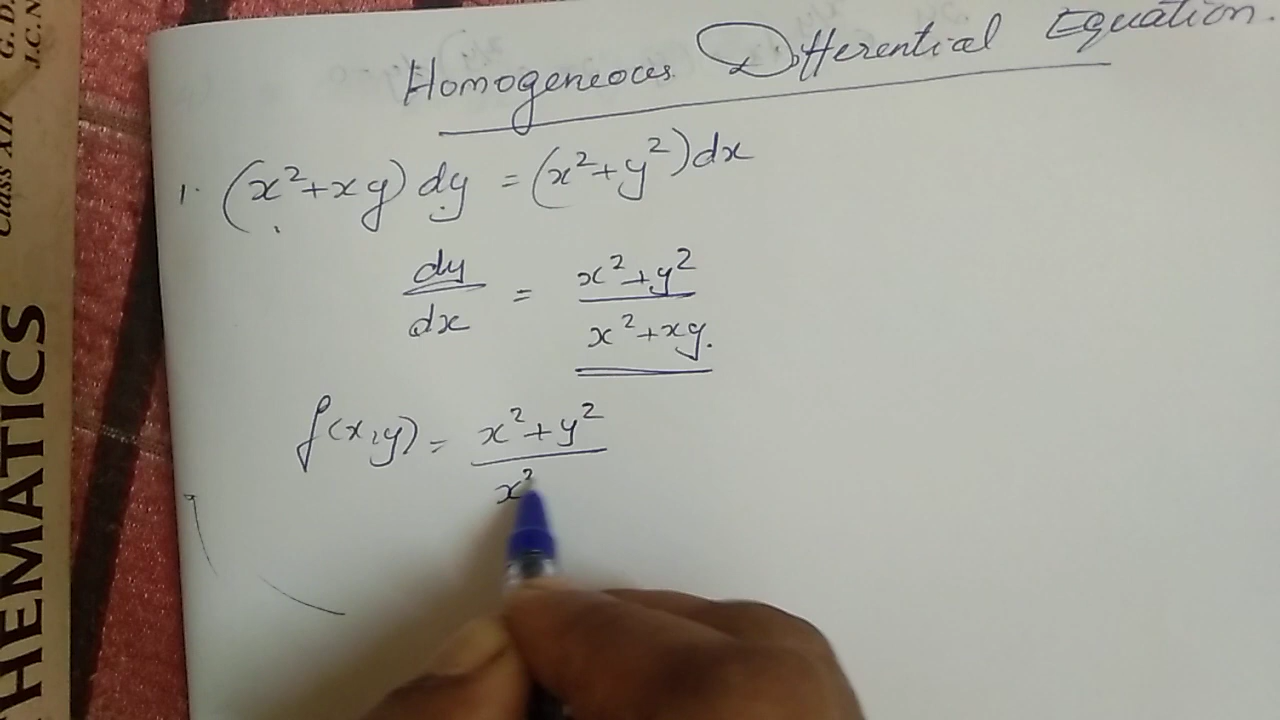 Homogeneous Differential Equation.
1. (x²+xy) dy = (x²+y²)dx
dy/dx = x²+y²/x²+xy.
f(x,y) = x²+y²/x²
Class XII G.D.
J.C.N
HEMATICS